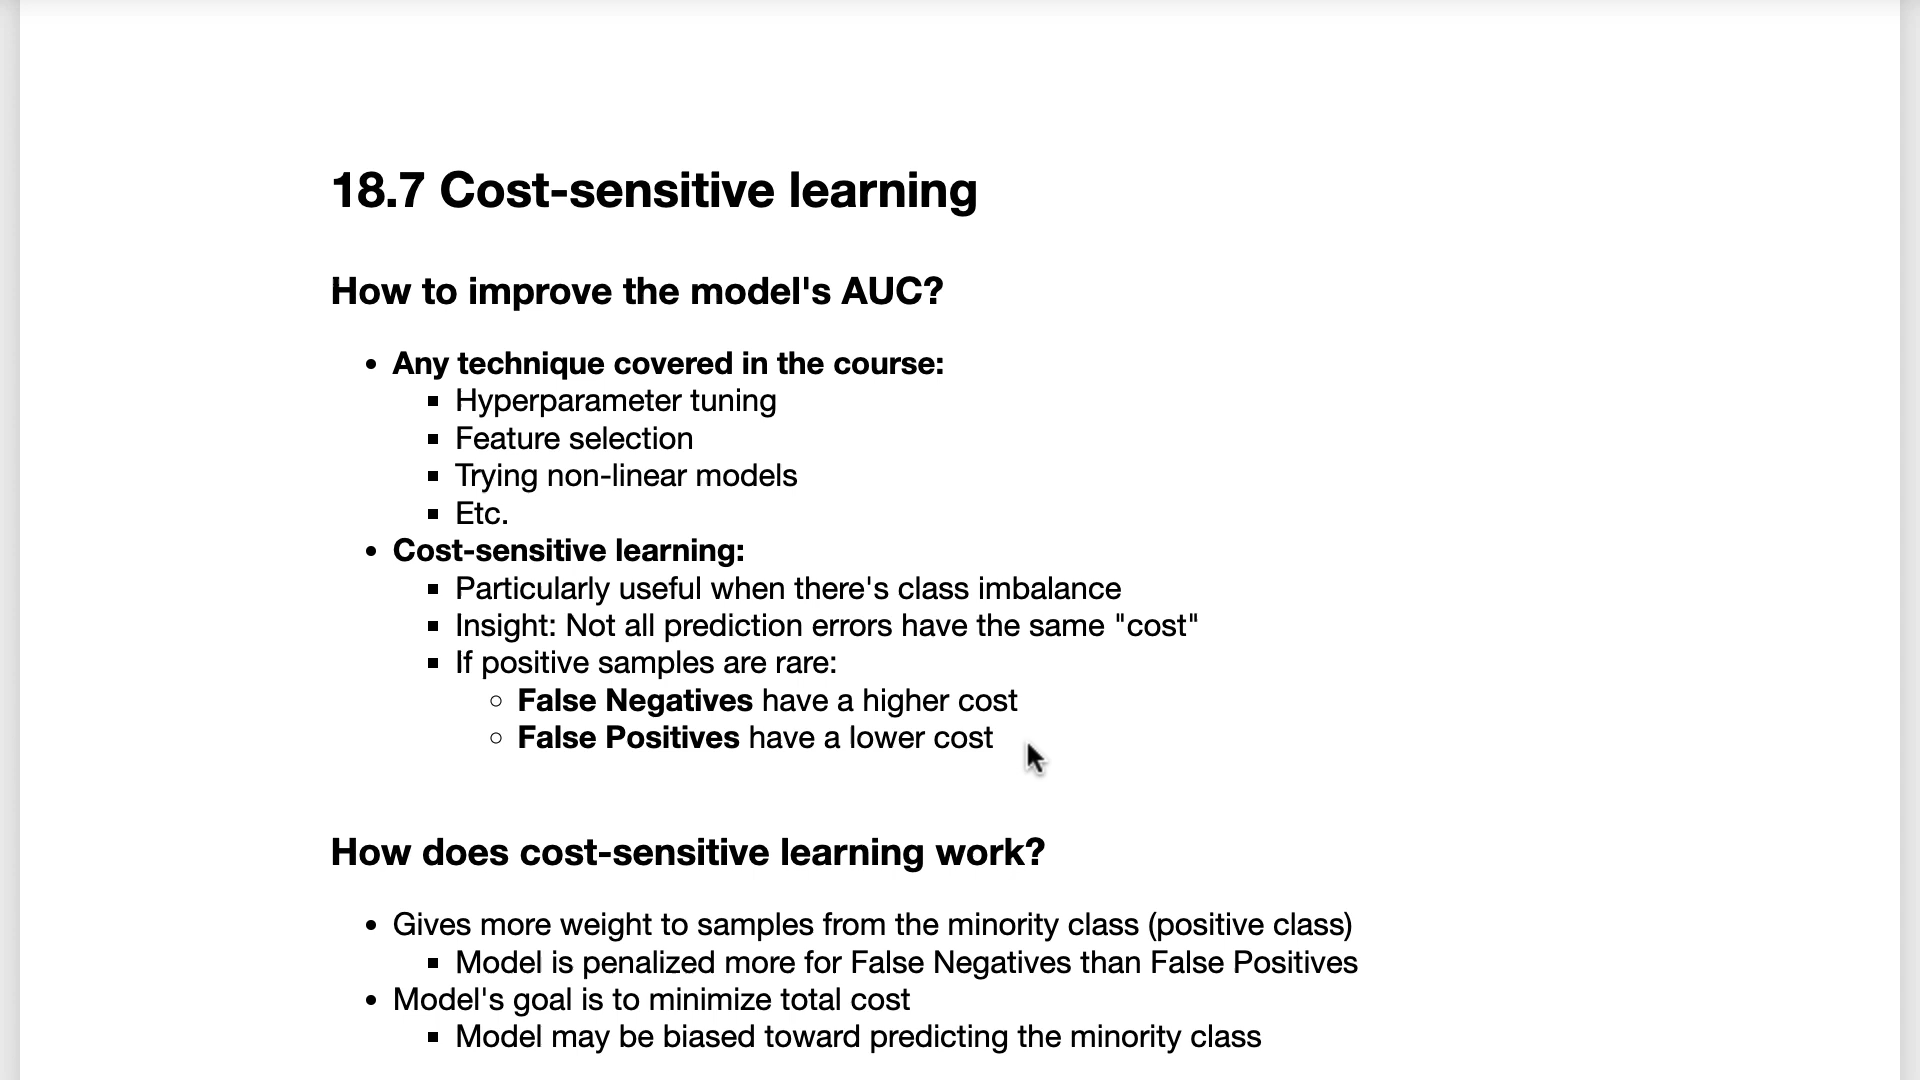 18.7 Cost-sensitive learning
How to improve the model's AUC?
• Any technique covered in the course:
▪ Hyperparameter tuning
▪ Feature selection
▪ Trying non-linear models
▪ Etc.
• Cost-sensitive learning:
▪ Particularly useful when there's class imbalance
▪ Insight: Not all prediction errors have the same "cost"
▪ If positive samples are rare:
◦ False Negatives have a higher cost
◦ False Positives have a lower cost
How does cost-sensitive learning work?
• Gives more weight to samples from the minority class (positive class)
▪ Model is penalized more for False Negatives than False Positives
• Model's goal is to minimize total cost
▪ Model may be biased toward predicting the minority class